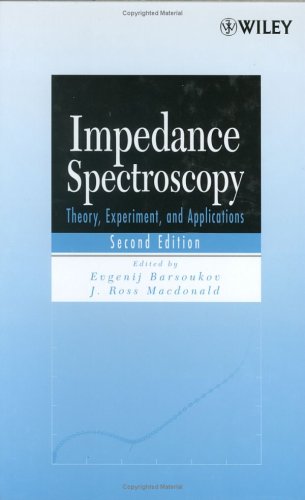 WILEY
Impedance
Spectroscopy
Theory, Experiment, and Applications
Second Edition
Edited by
Evgenij Barsoukov
J. Ross Macdonald
Copyrighted Material
Copyrighted Material